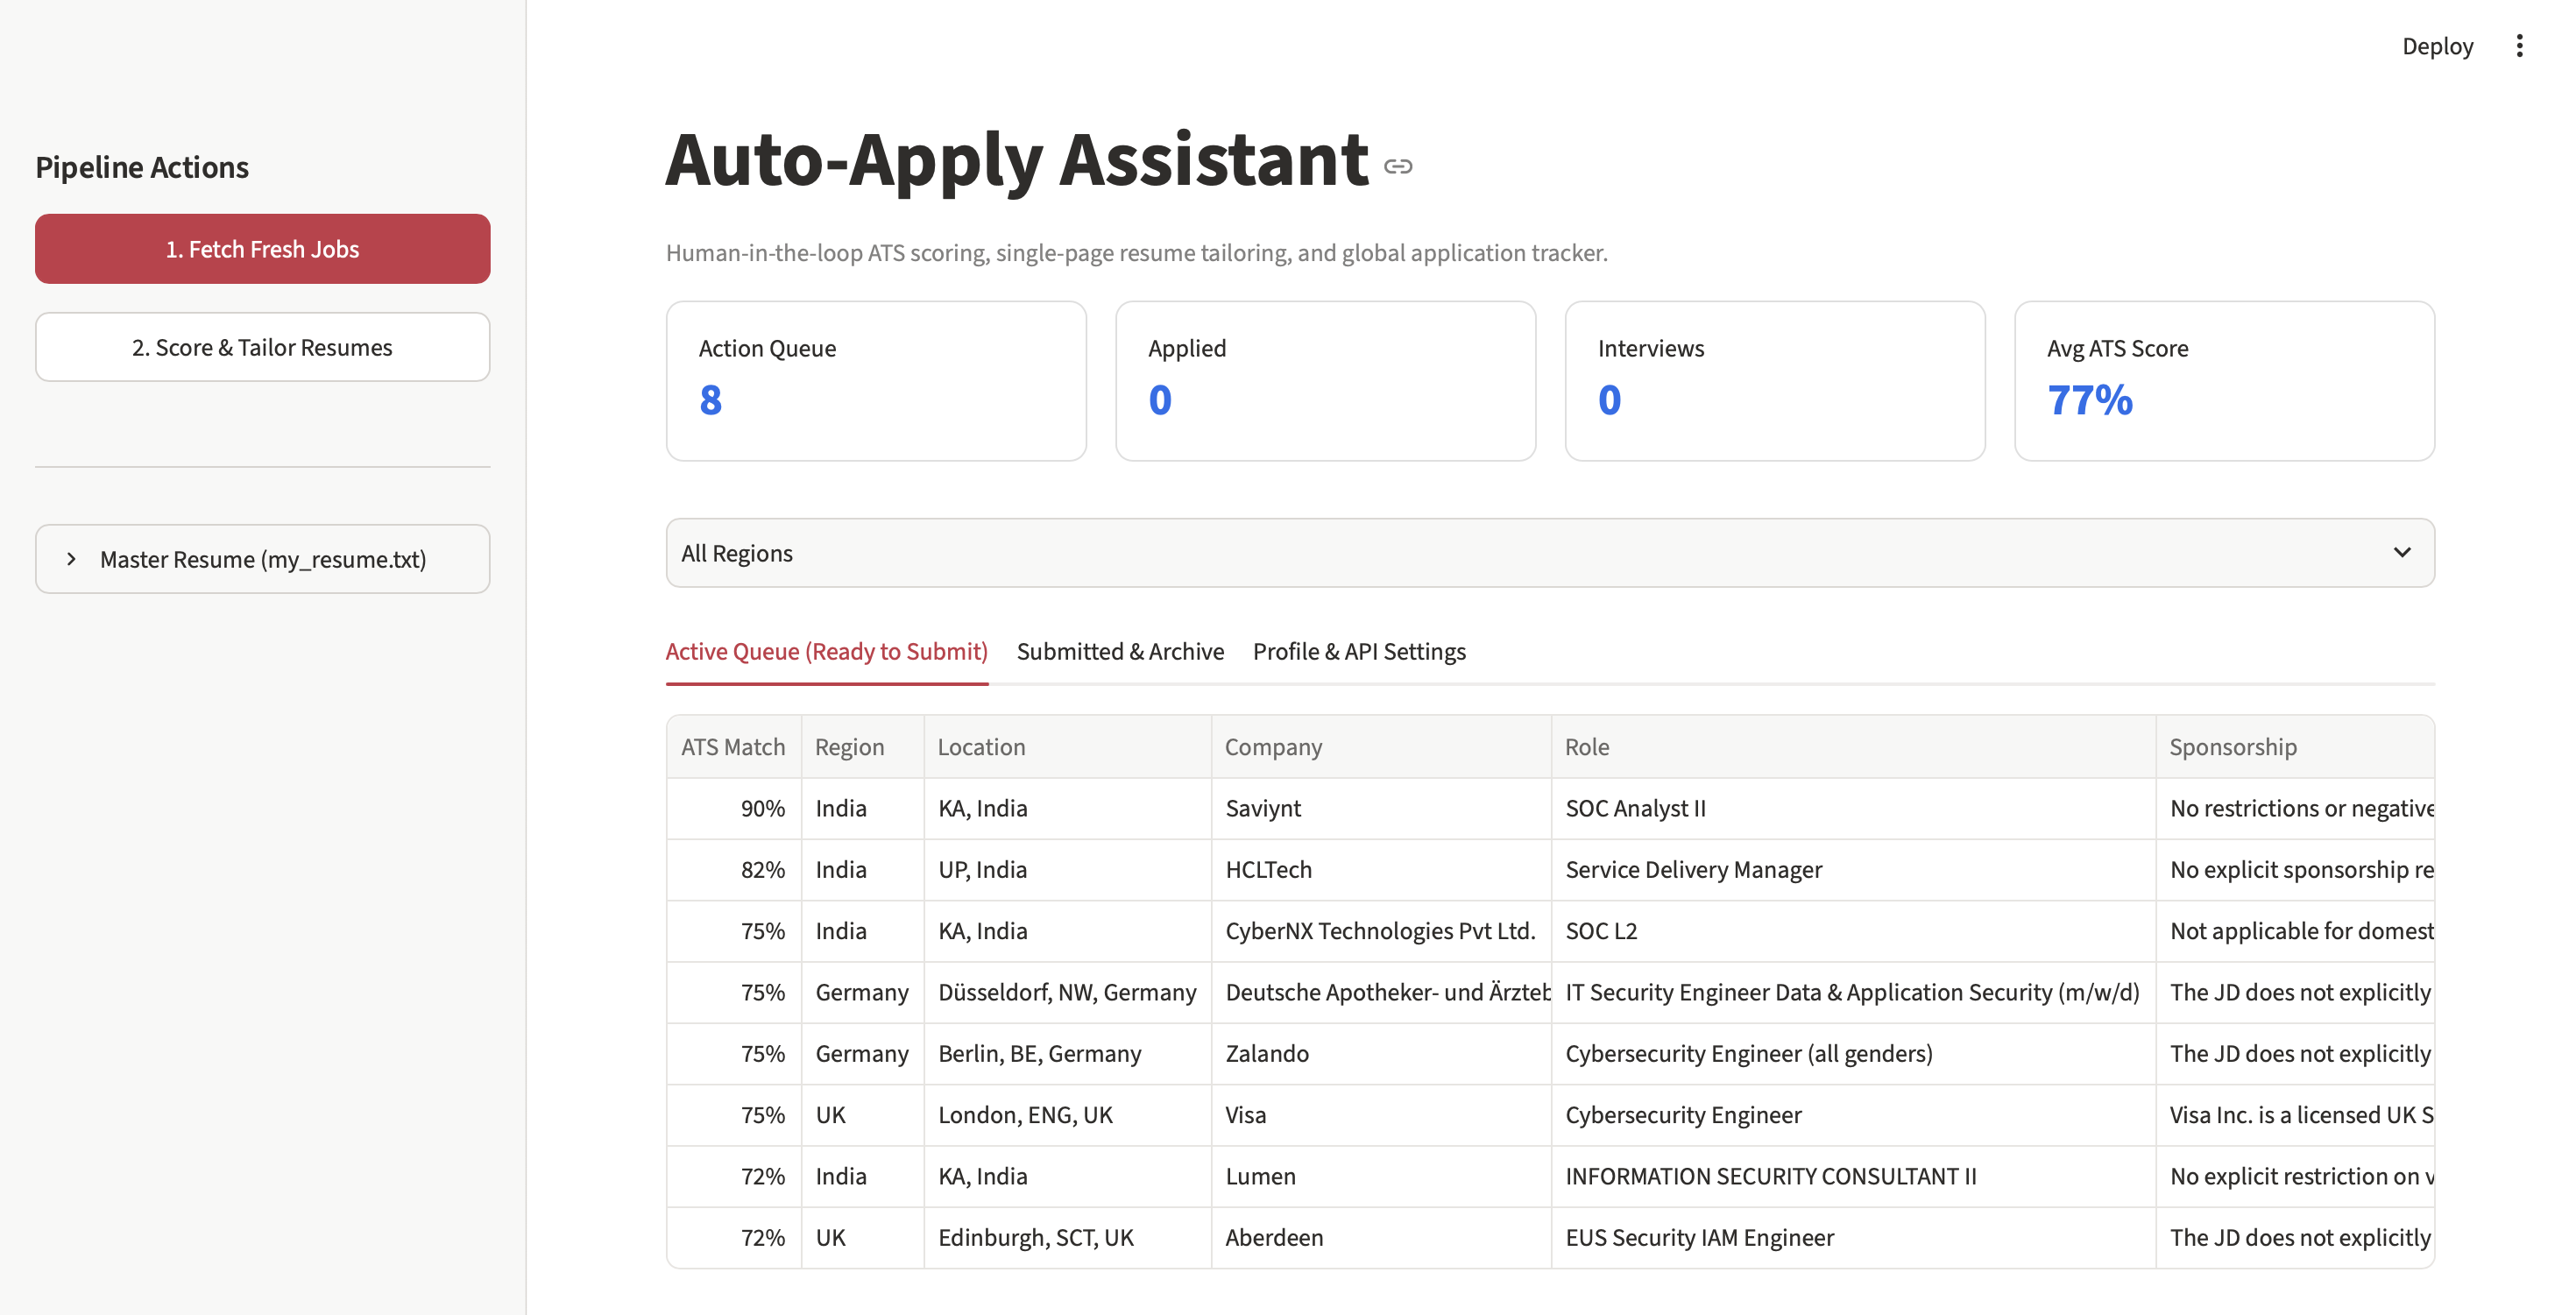 Deploy
Pipeline Actions
1. Fetch Fresh Jobs
2. Score & Tailor Resumes
Master Resume (my_resume.txt)
Auto-Apply Assistant
Human-in-the-loop ATS scoring, single-page resume tailoring, and global application tracker.
Action Queue
8
Applied
0
Interviews
0
Avg ATS Score
77%
All Regions
Active Queue (Ready to Submit) Submitted & Archive Profile & API Settings
ATS Match Region Location Company Role Sponsorship
90% India KA, India Saviynt SOC Analyst II No restrictions or negative
82% India UP, India HCLTech Service Delivery Manager No explicit sponsorship re
75% India KA, India CyberNX Technologies Pvt Ltd. SOC L2 Not applicable for domest
75% Germany Düsseldorf, NW, Germany Deutsche Apotheker- und Ärzteb IT Security Engineer Data & Application Security (m/w/d) The JD does not explicitly
75% Germany Berlin, BE, Germany Zalando Cybersecurity Engineer (all genders) The JD does not explicitly
75% UK London, ENG, UK Visa Cybersecurity Engineer Visa Inc. is a licensed UK S
72% India KA, India Lumen INFORMATION SECURITY CONSULTANT II No explicit restriction on v
72% UK Edinburgh, SCT, UK Aberdeen EUS Security IAM Engineer The JD does not explicitly